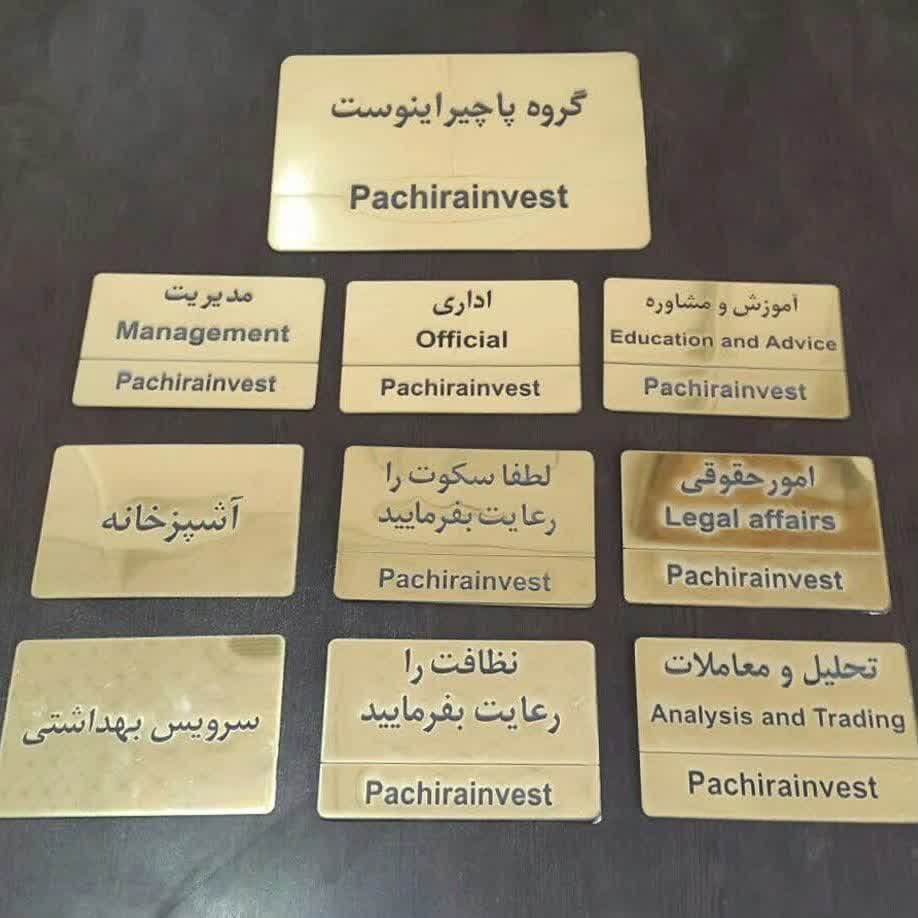 گروه پاچیراینوست
Pachirainvest
مدیریت
Management
Pachirainvest
اداری
Official
Pachirainvest
آموزش و مشاوره
Education and Advice
Pachirainvest
آشپزخانه
لطفا سکوت را
رعایت بفرمایید
Pachirainvest
امورحقوقی
Legal affairs
Pachirainvest
سرویس بهداشتی
نظافت را
رعایت بفرمایید
Pachirainvest
تحلیل و معاملات
Analysis and Trading
Pachirainvest